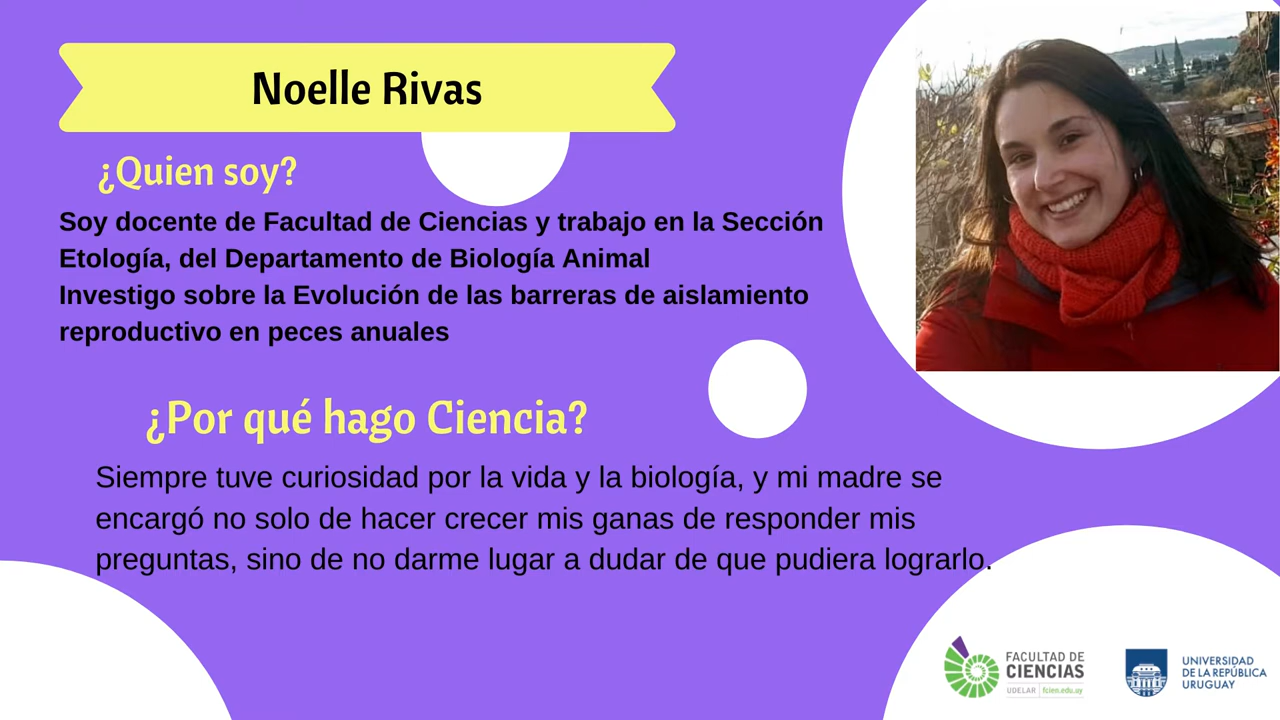 Noelle Rivas
¿Quien soy?
Soy docente de Facultad de Ciencias y trabajo en la Sección
Etología, del Departamento de Biología Animal
Investigo sobre la Evolución de las barreras de aislamiento
reproductivo en peces anuales
¿Por qué hago Ciencia?
Siempre tuve curiosidad por la vida y la biología, y mi madre se
encargó no solo de hacer crecer mis ganas de responder mis
preguntas, sino de no darme lugar a dudar de que pudiera lograrlo.
FACULTAD DE
CIENCIAS
UDELAR | fcien.edu.uy
UNIVERSIDAD
DE LA REPÚBLICA
URUGUAY